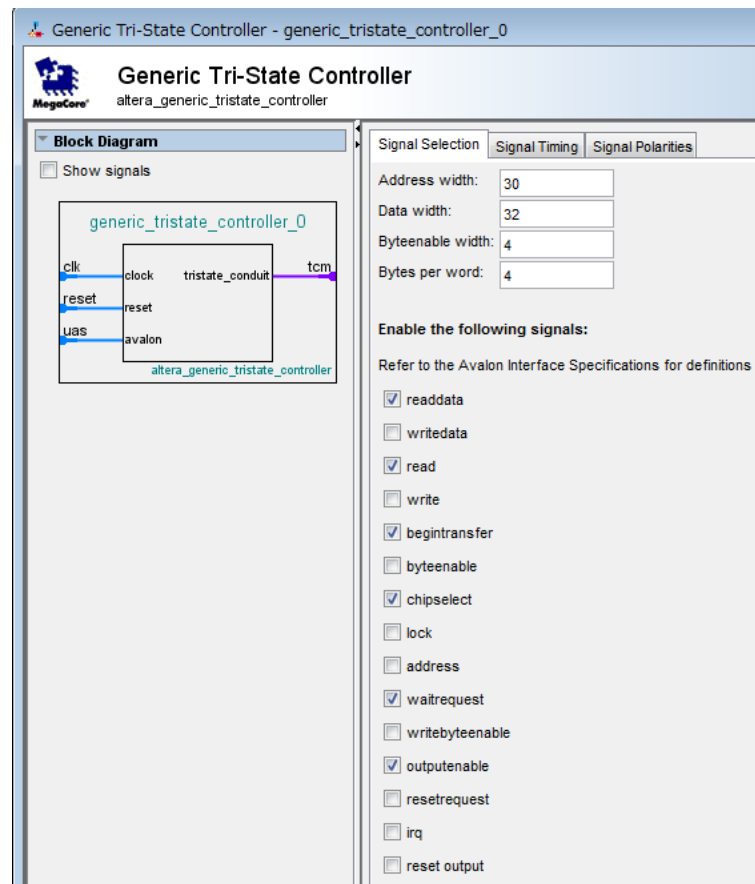 Generic Tri-State Controller - generic_tristate_controller_0
MegaCore®
Generic Tri-State Controller
altera_generic_tristate_controller
Block Diagram
Show signals
generic_tristate_controller_0
clk
clock
tristate_conduit
tcm
reset
reset
uas
avalon
altera_generic_tristate_controller
Signal Selection
Signal Timing
Signal Polarities
Address width: 30
Data width: 32
Byteenable width: 4
Bytes per word: 4
Enable the following signals:
Refer to the Avalon Interface Specifications for definitions
readdata
writedata
read
write
begintransfer
byteenable
chipselect
lock
address
waitrequest
writebyteenable
outputenable
resetrequest
irq
reset output